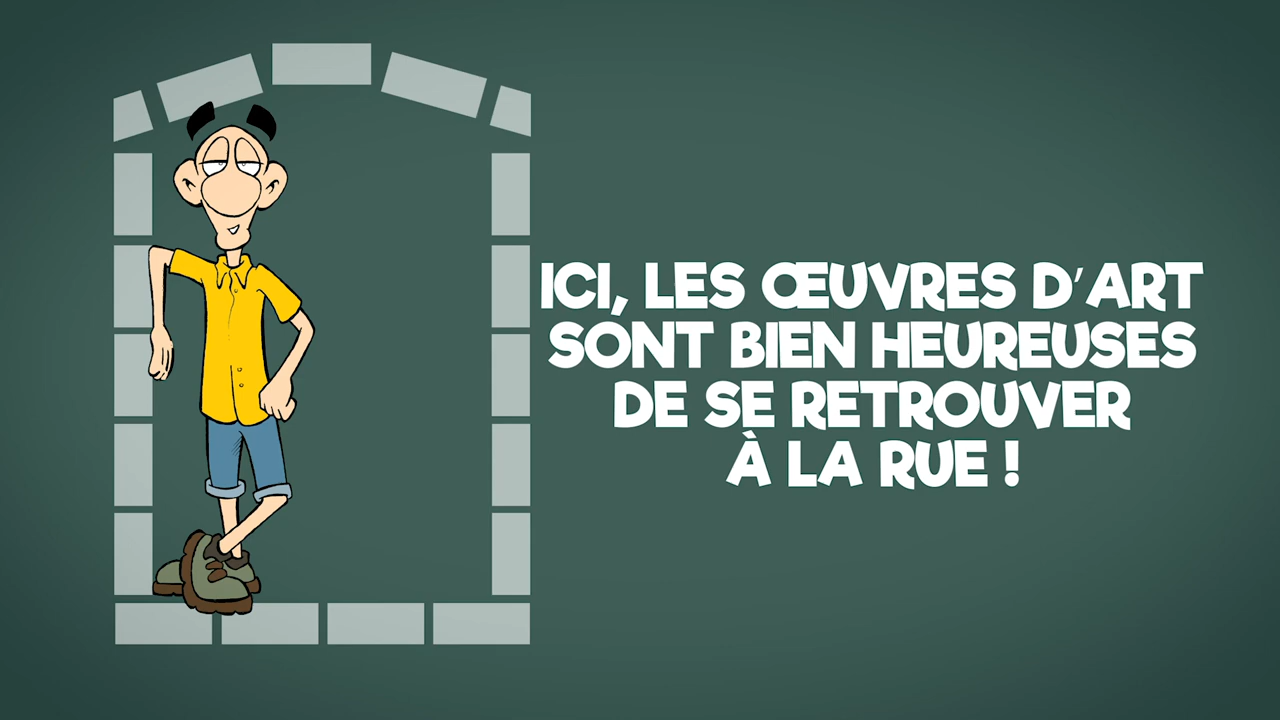 ICI, LES ŒUVRES D'ART
SONT BIEN HEUREUSES
DE SE RETROUVER
À LA RUE !